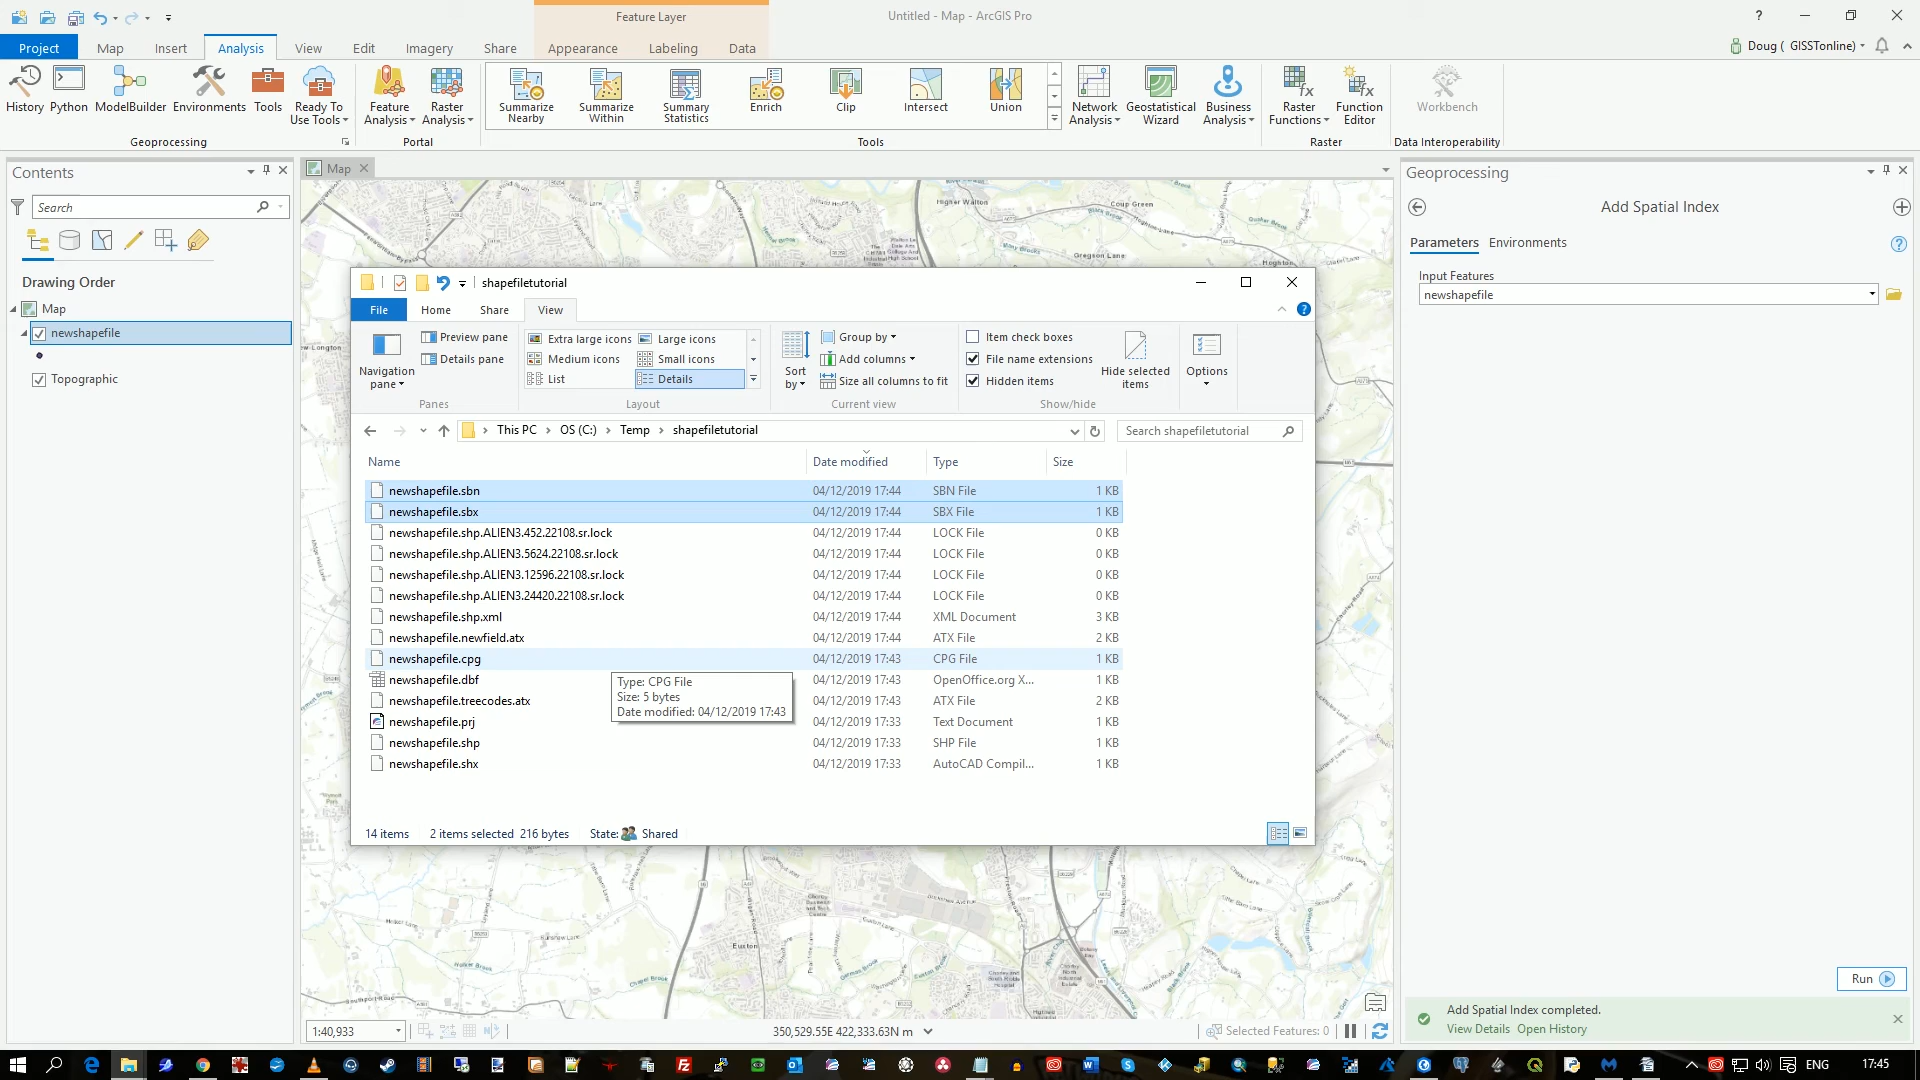 Feature Layer
Untitled - Map - ArcGIS Pro
?
Project
Map
Insert
Analysis
View
Edit
Imagery
Share
Appearance
Labeling
Data
Doug ( GISSTonline)
History
Python
ModelBuilder
Environments
Tools
Ready To
Use Tools
Feature
Analysis
Raster
Analysis
Summarize
Nearby
Summarize
Within
Summary
Statistics
Enrich
Clip
Intersect
Union
Network
Analysis
Geostatistical
Wizard
Business
Analysis
Raster
Functions
Function
Editor
Workbench
Geoprocessing
Portal
Tools
Raster
Data Interoperability
Contents
Search
Drawing Order
Map
newshapefile
Topographic
Map
Higher Walton
Coup Green
Gregson Lane
Hoghton
shapefiletutorial
File
Home
Share
View
Navigation
pane
Preview pane
Details pane
Extra large icons
Large icons
Medium icons
Small icons
List
Details
Sort
by
Group by
Add columns
Size all columns to fit
Item check boxes
File name extensions
Hidden items
Hide selected
items
Options
Panes
Layout
Current view
Show/hide
This PC
OS (C:)
Temp
shapefiletutorial
Search shapefiletutorial
Name
Date modified
Type
Size
newshapefile.sbn 04/12/2019 17:44 SBN File 1 KB
newshapefile.sbx 04/12/2019 17:44 SBX File 1 KB
newshapefile.shp.ALIEN3.452.22108.sr.lock 04/12/2019 17:44 LOCK File 0 KB
newshapefile.shp.ALIEN3.5624.22108.sr.lock 04/12/2019 17:44 LOCK File 0 KB
newshapefile.shp.ALIEN3.12596.22108.sr.lock 04/12/2019 17:44 LOCK File 0 KB
newshapefile.shp.ALIEN3.24420.22108.sr.lock 04/12/2019 17:44 LOCK File 0 KB
newshapefile.shp.xml 04/12/2019 17:44 XML Document 3 KB
newshapefile.newfield.atx 04/12/2019 17:44 ATX File 2 KB
newshapefile.cpg 04/12/2019 17:43 CPG File 1 KB
newshapefile.dbf 04/12/2019 17:43 OpenOffice.org X... 1 KB
newshapefile.treecodes.atx 04/12/2019 17:43 ATX File 2 KB
newshapefile.prj 04/12/2019 17:33 Text Document 1 KB
newshapefile.shp 04/12/2019 17:33 SHP File 1 KB
newshapefile.shx 04/12/2019 17:33 AutoCAD Compil... 1 KB
Type: CPG File
Size: 5 bytes
Date modified: 04/12/2019 17:43
14 items
2 items selected 216 bytes
State: Shared
Euxton
1:40,933
350,529.55E 422,333.63N m
Selected Features: 0
Geoprocessing
Add Spatial Index
Parameters
Environments
?
Input Features
newshapefile
Run
Add Spatial Index completed.
View Details Open History
ENG
17:45